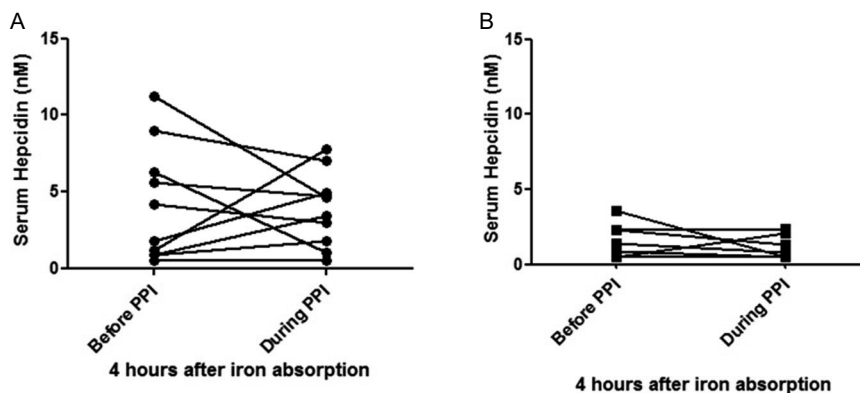 A
Serum Hepcidin (nM)
15
10
5
0
Before PPI
During PPI
4 hours after iron absorption
B
Serum Hepcidin (nM)
15
10
5
0
Before PPI
During PPI
4 hours after iron absorption